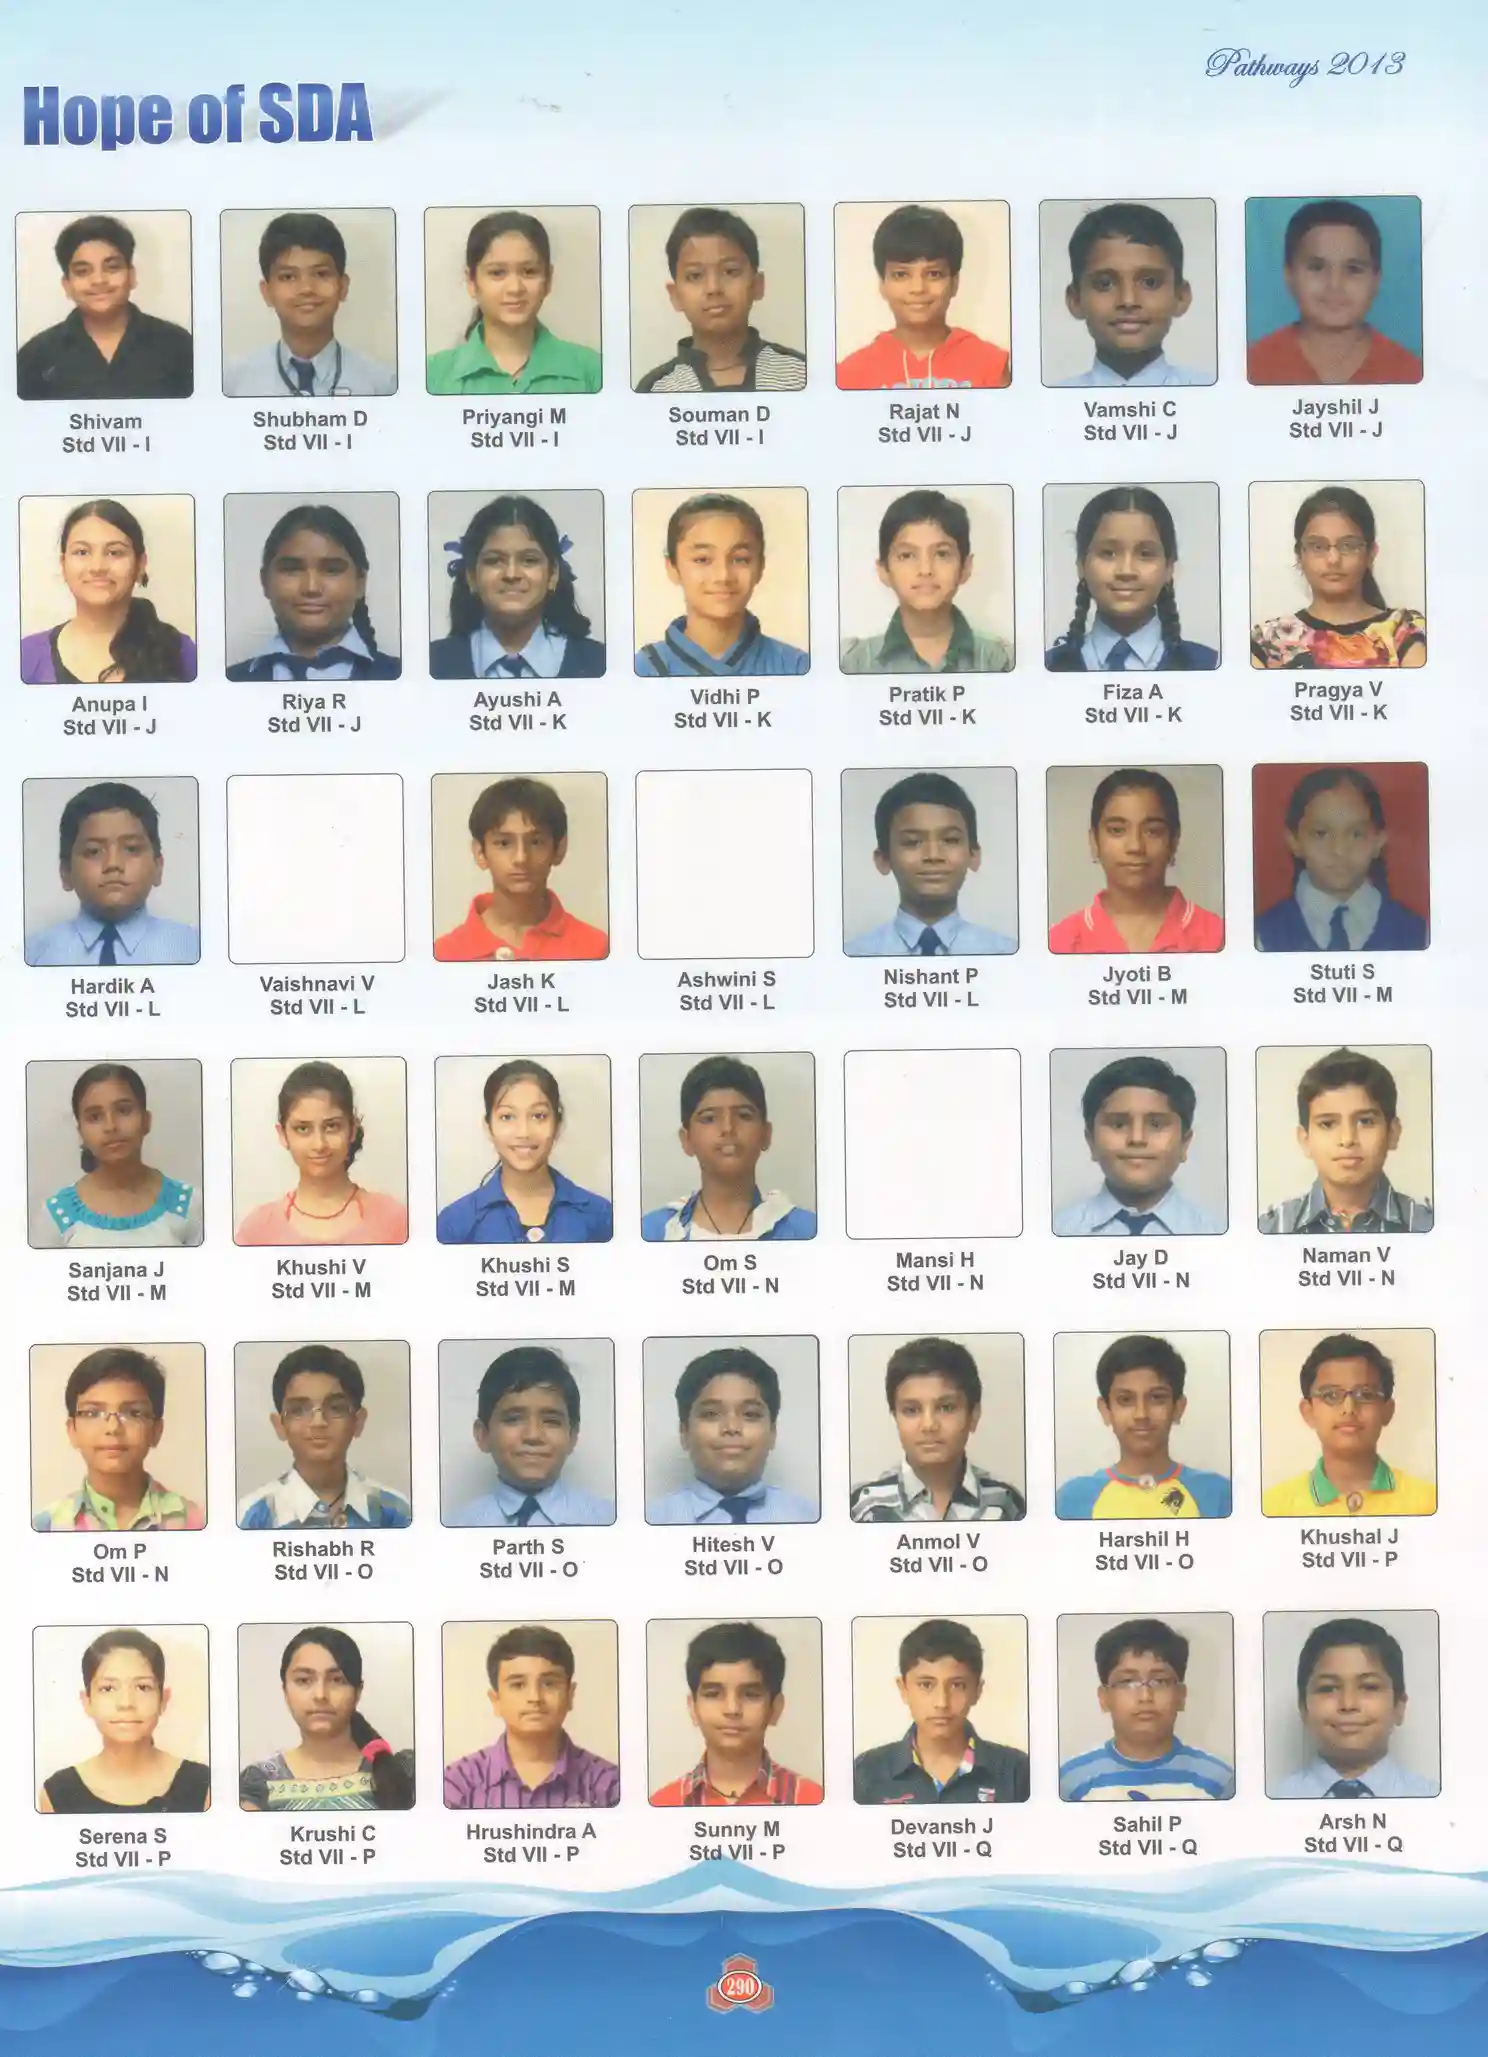 Pathways 2013
Hope of SDA
Shivam
Std VII - I
Shubham D
Std VII - I
Priyangi M
Std VII - I
Souman D
Std VII - I
Rajat N
Std VII - J
Vamshi C
Std VII - J
Jayshil J
Std VII - J
Anupa I
Std VII - J
Riya R
Std VII - J
Ayushi A
Std VII - K
Vidhi P
Std VII - K
Pratik P
Std VII - K
Fiza A
Std VII - K
Pragya V
Std VII - K
Hardik A
Std VII - L
Vaishnavi V
Std VII - L
Jash K
Std VII - L
Ashwini S
Std VII - L
Nishant P
Std VII - L
Jyoti B
Std VII - M
Stuti S
Std VII - M
Sanjana J
Std VII - M
Khushi V
Std VII - M
Khushi S
Std VII - M
Om S
Std VII - N
Mansi H
Std VII - N
Jay D
Std VII - N
Naman V
Std VII - N
Om P
Std VII - N
Rishabh R
Std VII - O
Parth S
Std VII - O
Hitesh V
Std VII - O
Anmol V
Std VII - O
Harshil H
Std VII - O
Khushal J
Std VII - P
Serena S
Std VII - P
Krushi C
Std VII - P
Hrushindra A
Std VII - P
Sunny M
Std VII - P
Devansh J
Std VII - Q
Sahil P
Std VII - Q
Arsh N
Std VII - Q
290